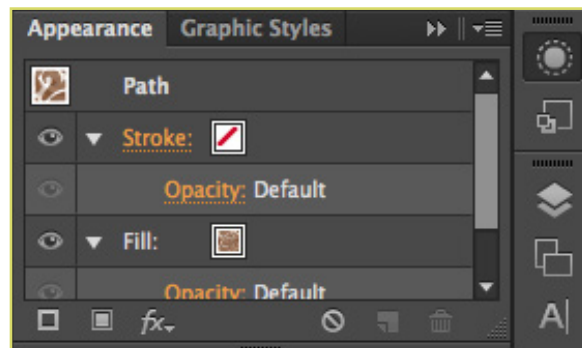 Appearance Graphic Styles
Path
Stroke:
Opacity: Default
Fill:
Opacity: Default
fx
A